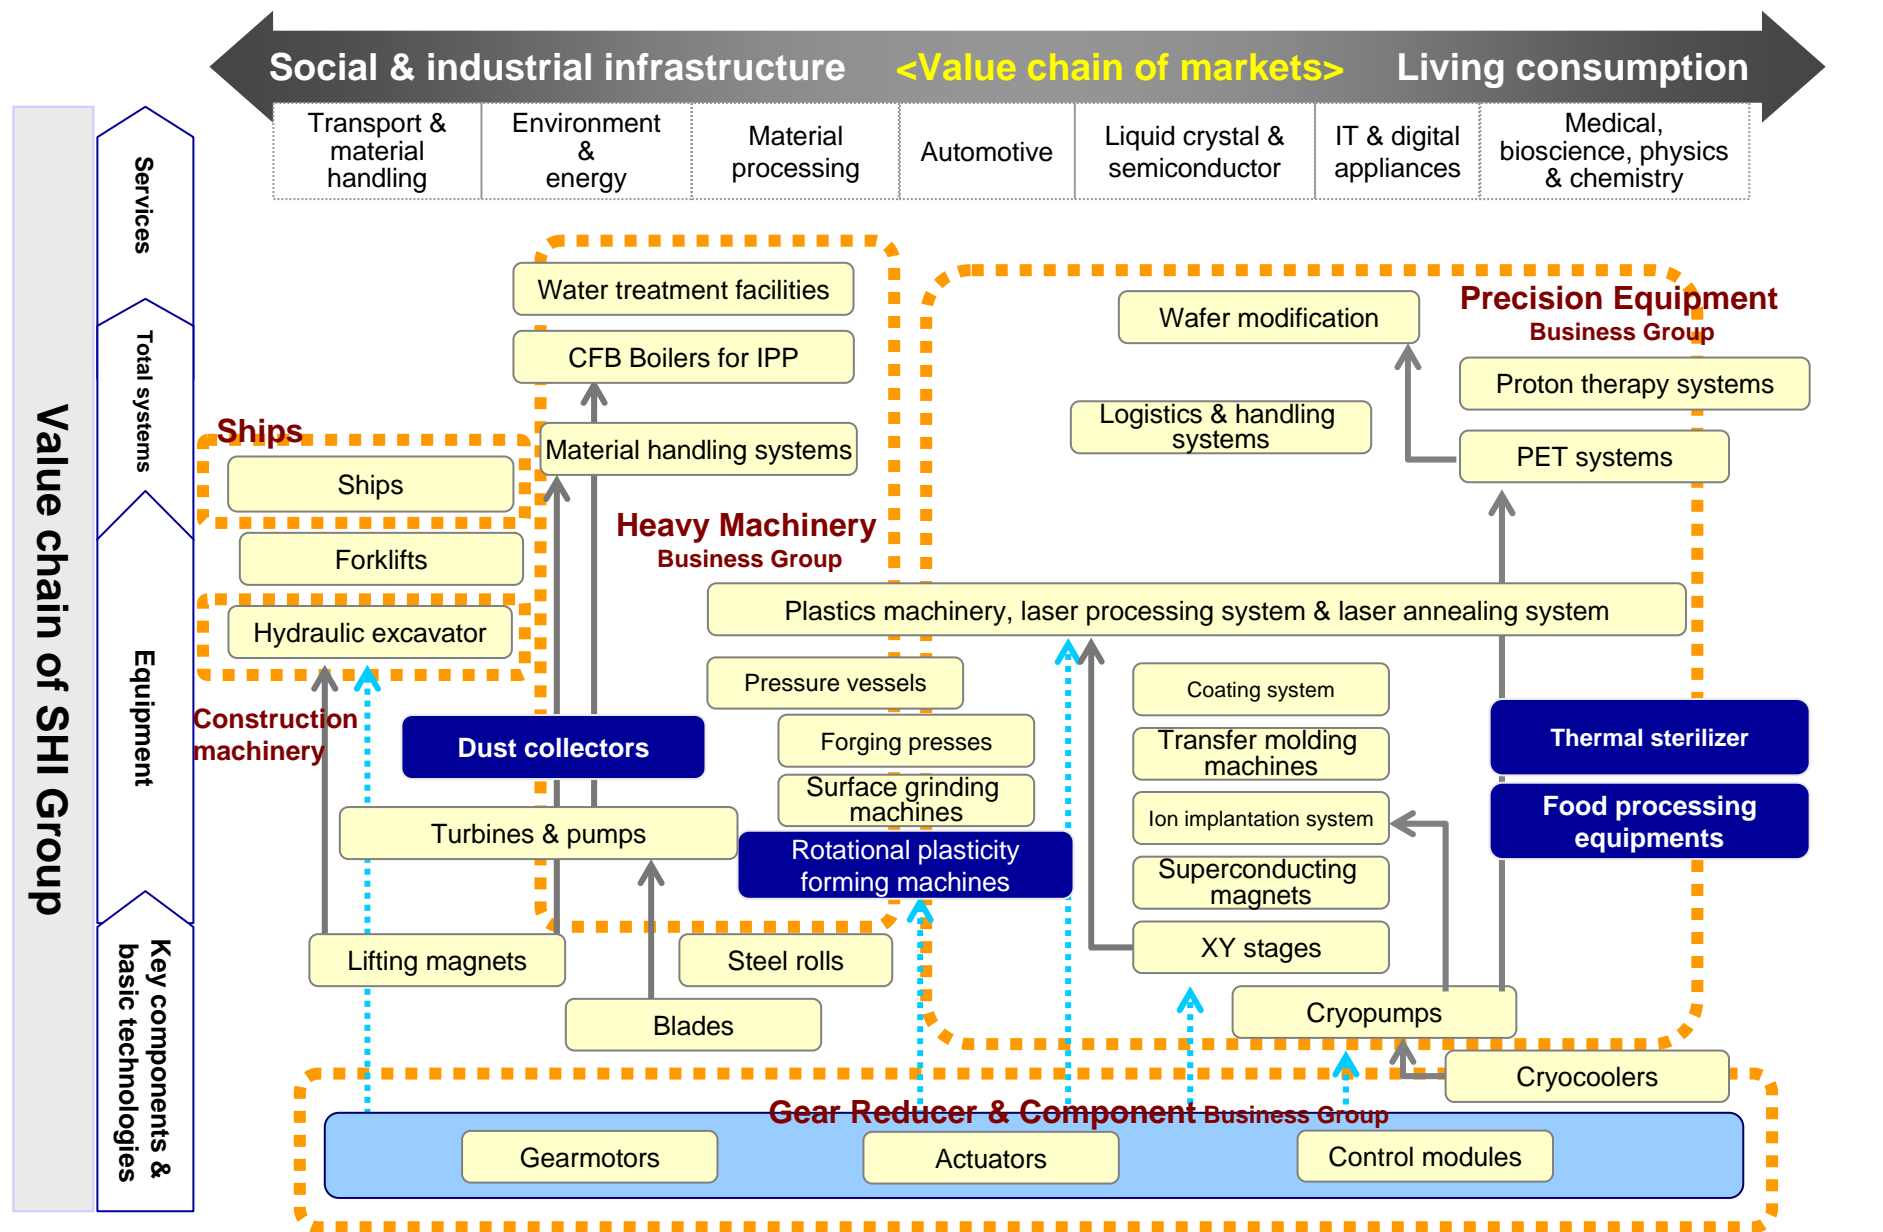 Social & industrial infrastructure <Value chain of markets> Living consumption
Transport &
material
handling
Environment
&
energy
Material
processing
Automotive
Liquid crystal &
semiconductor
IT & digital
appliances
Medical,
bioscience, physics
& chemistry
Value chain of SHI Group
Services
Total systems
Equipment
Key components &
basic technologies
Water treatment facilities
CFB Boilers for IPP
Material handling systems
Ships
Ships
Forklifts
Hydraulic excavator
Construction
machinery
Heavy Machinery
Business Group
Precision Equipment
Business Group
Wafer modification
Proton therapy systems
Logistics & handling
systems
PET systems
Plastics machinery, laser processing system & laser annealing system
Pressure vessels
Forging presses
Surface grinding
machines
Rotational plasticity
forming machines
Dust collectors
Turbines & pumps
Coating system
Transfer molding
machines
Ion implantation system
Superconducting
magnets
XY stages
Thermal sterilizer
Food processing
equipments
Lifting magnets
Steel rolls
Blades
Cryopumps
Cryocoolers
Gear Reducer & Component Business Group
Gearmotors
Actuators
Control modules